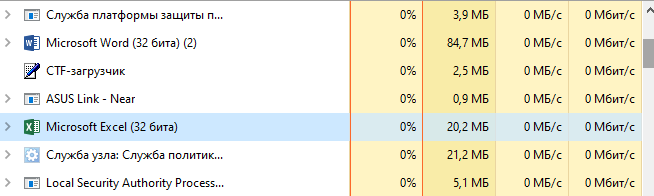 Служба платформы защиты п... 0% 3,9 МБ 0 МБ/с 0 Мбит/с
Microsoft Word (32 бита) (2) 0% 84,7 МБ 0 МБ/с 0 Мбит/с
CTF-загрузчик 0% 2,5 МБ 0 МБ/с 0 Мбит/с
ASUS Link - Near 0% 0,9 МБ 0 МБ/с 0 Мбит/с
Microsoft Excel (32 бита) 0% 20,2 МБ 0 МБ/с 0 Мбит/с
Служба узла: Служба политик... 0% 21,2 МБ 0 МБ/с 0 Мбит/с
Local Security Authority Process... 0% 5,1 МБ 0 МБ/с 0 Мбит/с